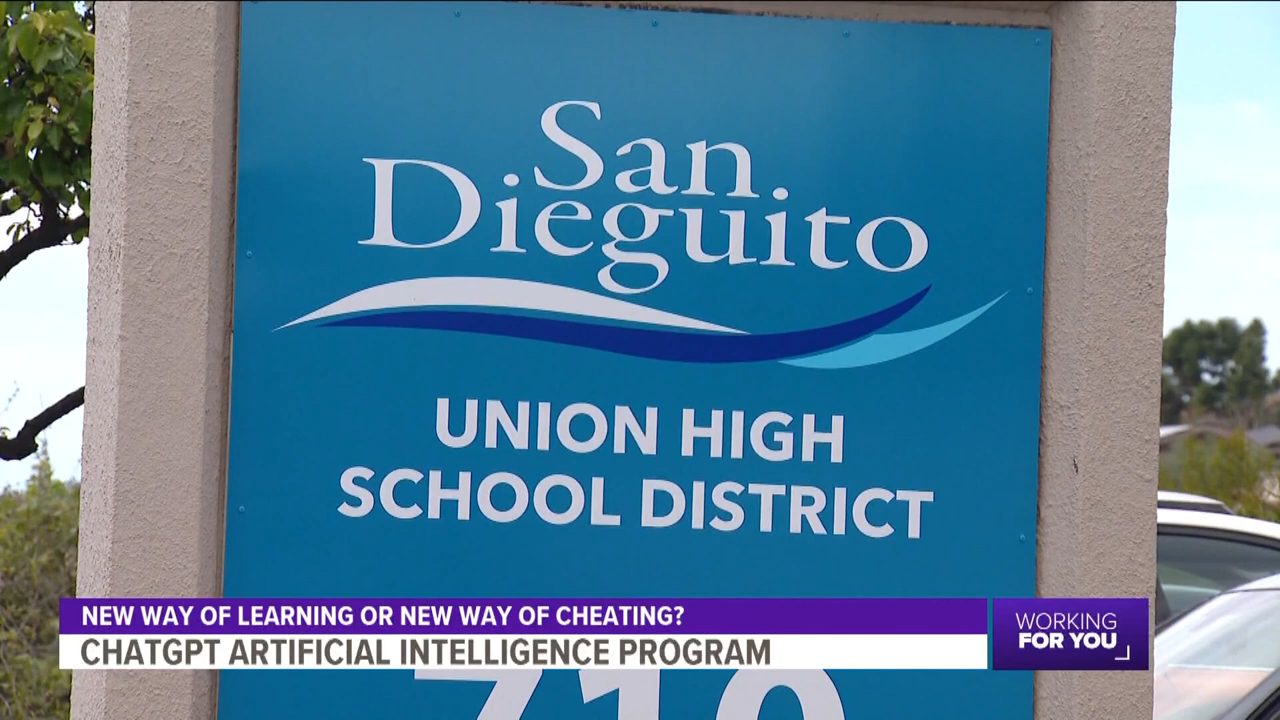 San
Dieguito
UNION HIGH
SCHOOL DISTRICT
710
NEW WAY OF LEARNING OR NEW WAY OF CHEATING?
CHATGPT ARTIFICIAL INTELLIGENCE PROGRAM
WORKING
FOR YOU